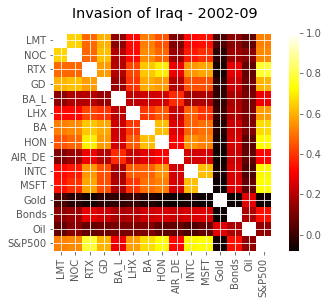 Invasion of Iraq - 2002-09
LMT
NOC
RTX
GD
BA_L
LHX
BA
HON
AIR_DE
INTC
MSFT
Gold
Bonds
Oil
S&P500
LMT
NOC
RTX
GD
BA_L
LHX
BA
HON
AIR_DE
INTC
MSFT
Gold
Bonds
Oil
S&P500
1.0
0.8
0.6
0.4
0.2
0.0